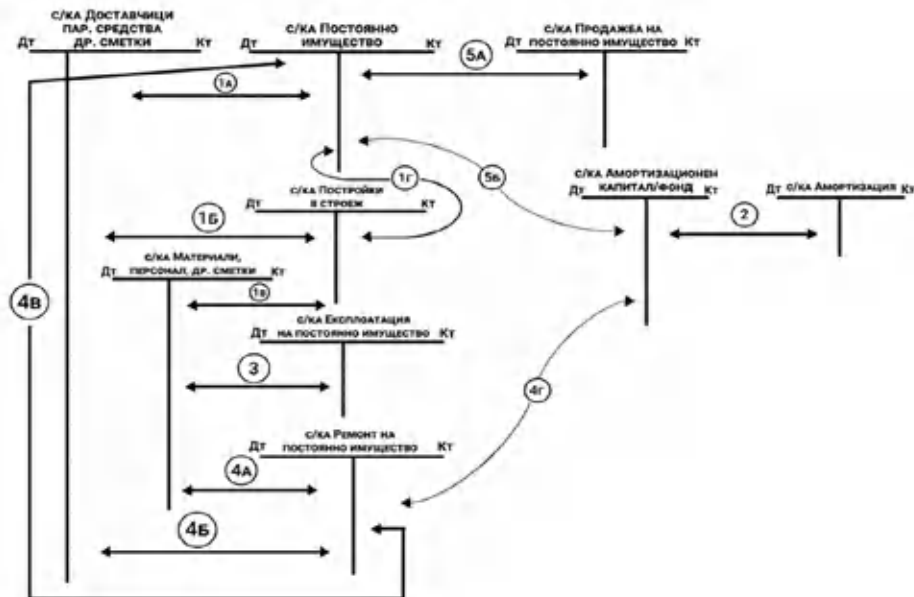 с/ка Доставчици
пар. средства
др. сметки
Дт Кт
с/ка Постоянно
имущество
Дт Кт
с/ка Продажба на
постоянно имущество
Дт Кт
5А
1А
1Г
5Б
с/ка Постройки
в строеж
Дт Кт
с/ка Амортизационен
капитал/фонд
Дт Кт
Дт с/ка Амортизация Кт
2
1Б
с/ка Материали,
персонал, др. сметки
Дт Кт
4В
1В
с/ка Експлоатация
на постоянно имущество
Дт Кт
3
4Г
с/ка Ремонт на
постоянно имущество
Дт Кт
4А
4Б